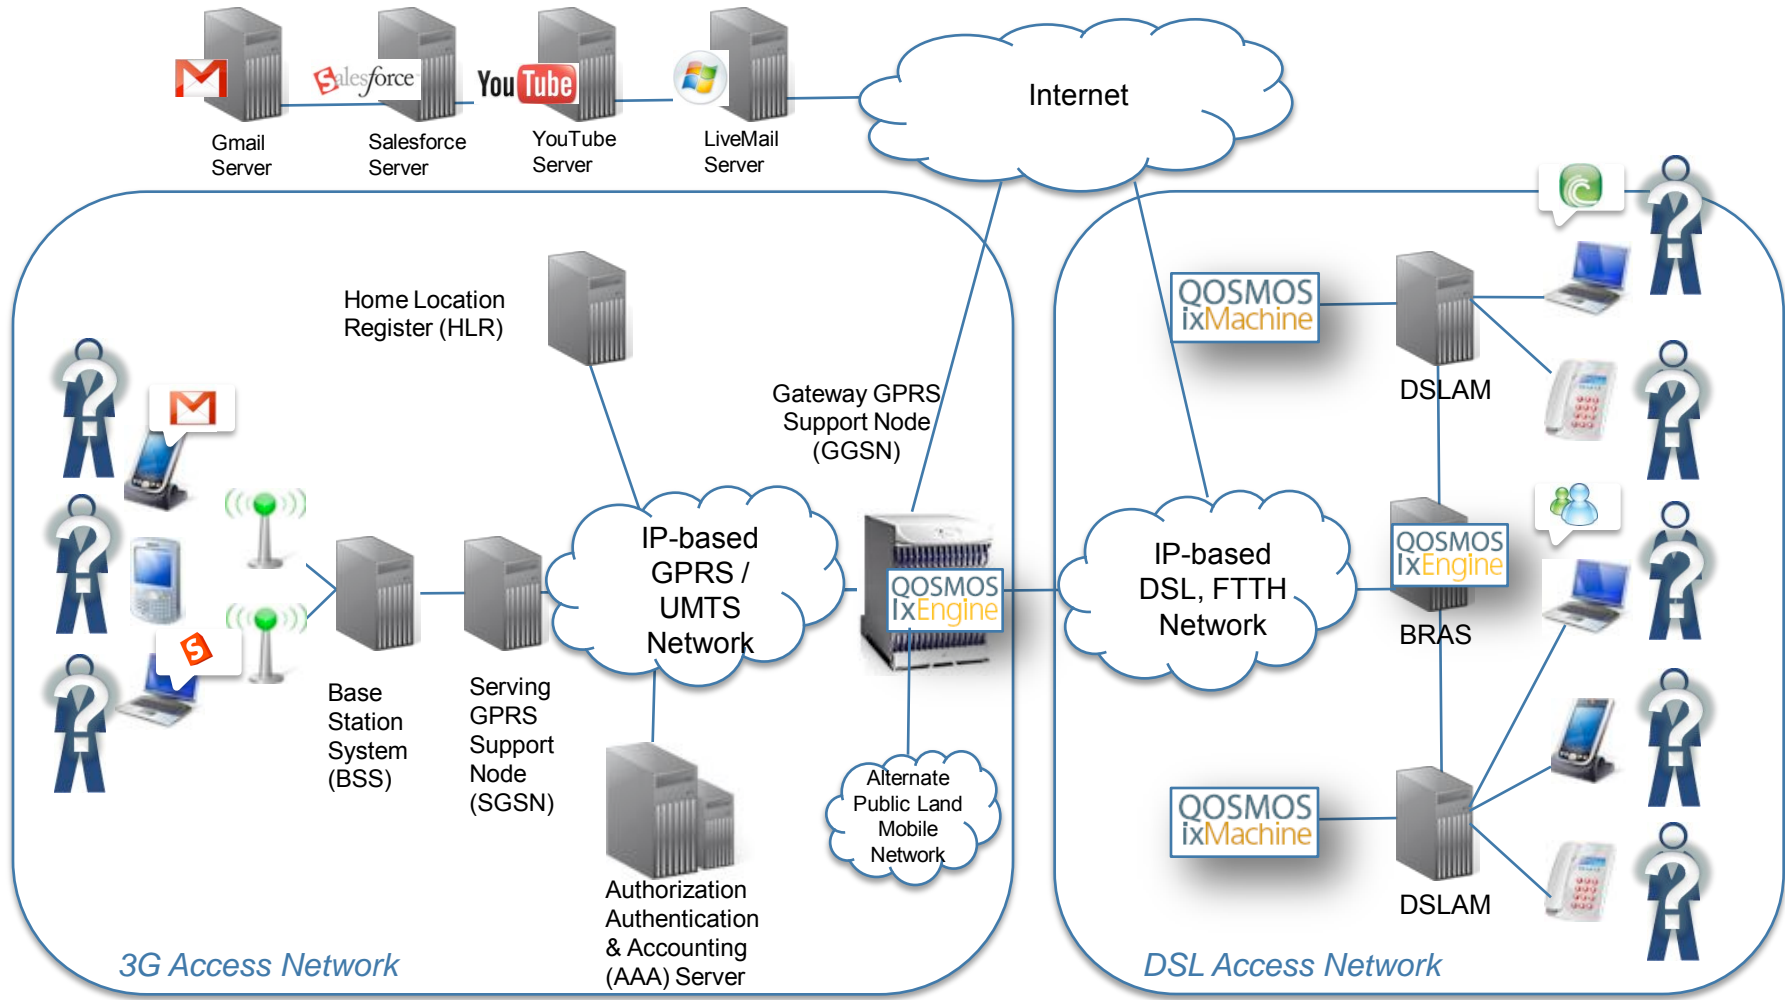 Salesforce
You Tube
Gmail
Server
Salesforce
Server
YouTube
Server
LiveMail
Server
Internet
Home Location
Register (HLR)
Gateway GPRS
Support Node
(GGSN)
IP-based
GPRS /
UMTS
Network
QOSMOS
IxEngine
Base
Station
System
(BSS)
Serving
GPRS
Support
Node
(SGSN)
Alternate
Public Land
Mobile
Network
Authorization
Authentication
& Accounting
(AAA) Server
3G Access Network
QOSMOS
ixMachine
DSLAM
IP-based
DSL, FTTH
Network
QOSMOS
IxEngine
BRAS
QOSMOS
ixMachine
DSLAM
DSL Access Network